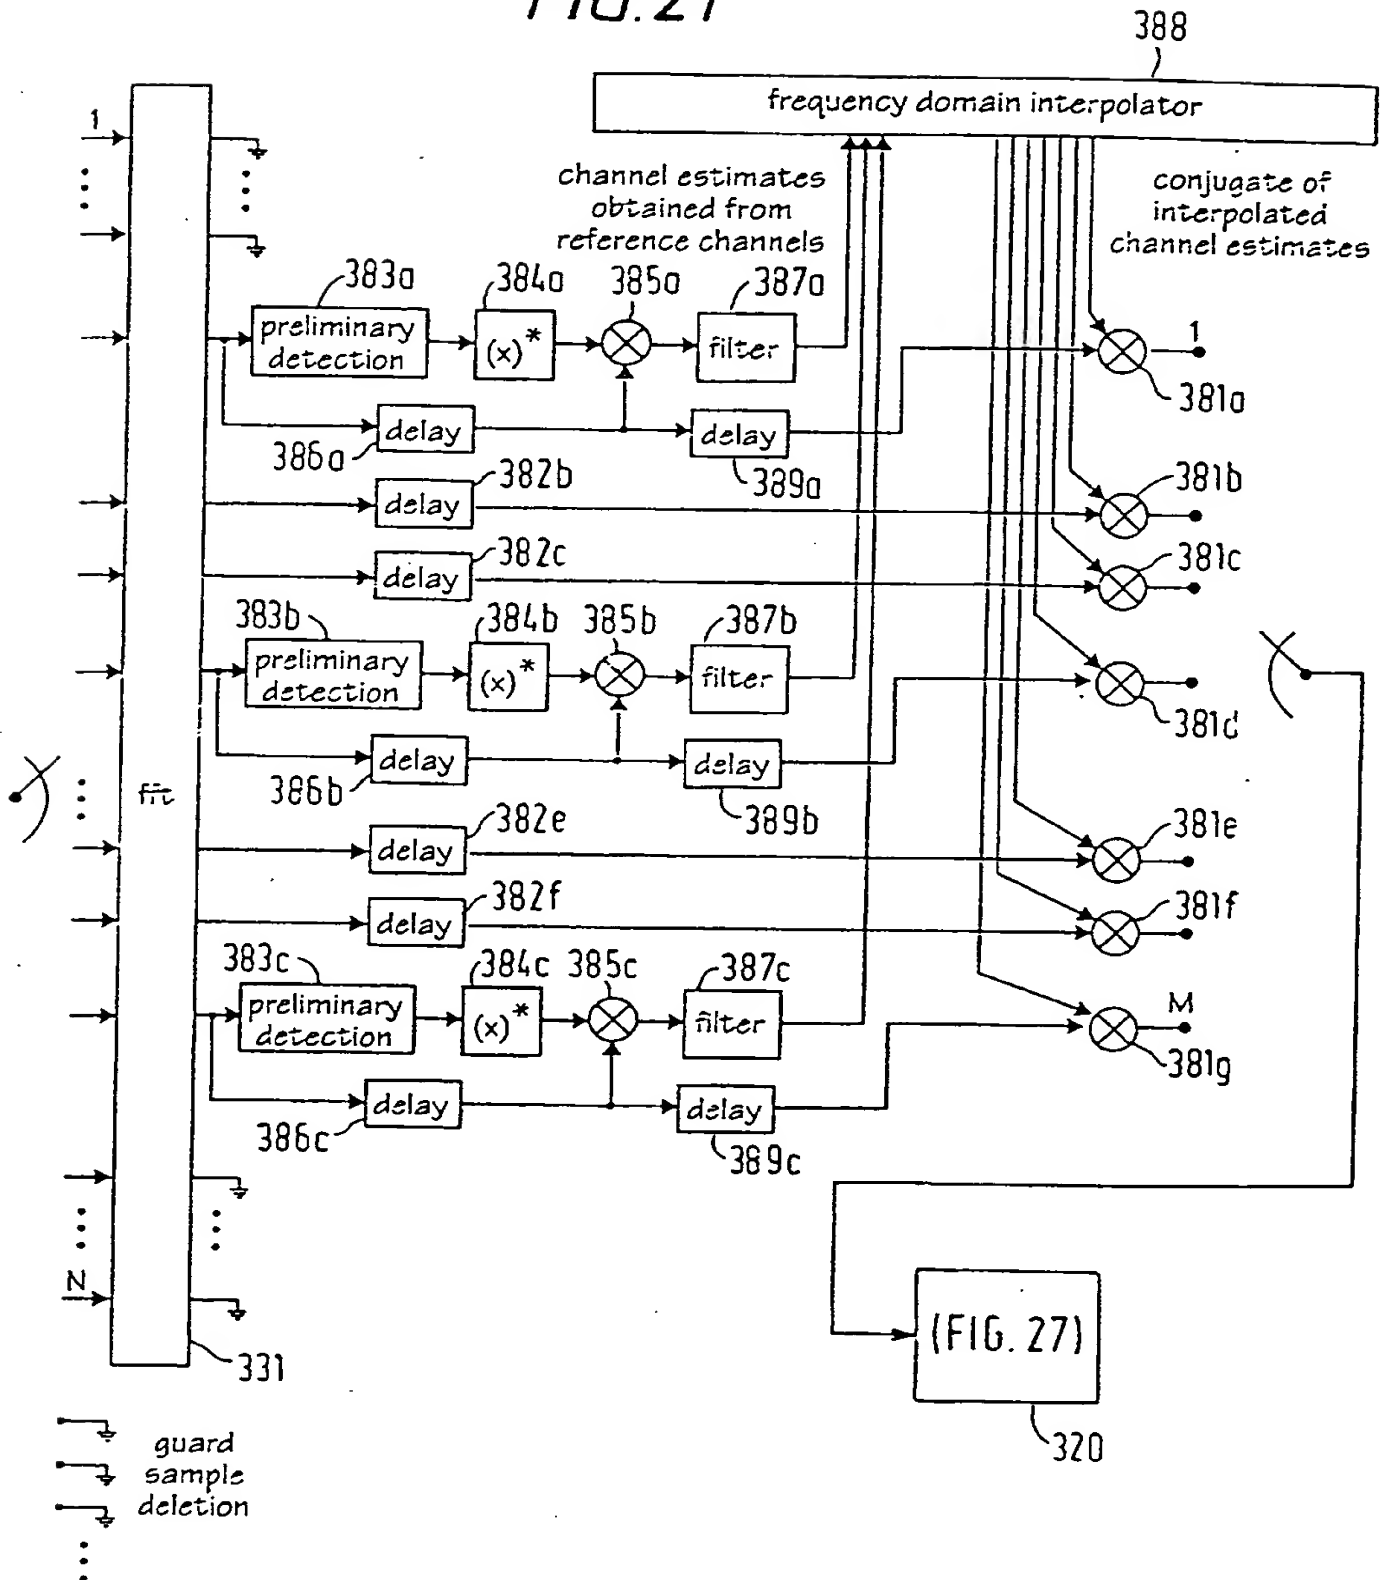 FIG. 27
388
frequency domain interpolator
1
channel estimates
obtained from
reference channels
conjugate of
interpolated
channel estimates
383a
384a
385a
387a
preliminary
detection
(x)*
filter
1
381a
delay
386a
delay
389a
382b
delay
381b
382c
delay
381c
383b
384b
385b
387b
preliminary
detection
(x)*
filter
381d
delay
386b
delay
389b
fft
382e
delay
381e
382f
delay
381f
383c
384c
385c
387c
preliminary
detection
(x)*
filter
M
381g
delay
386c
delay
389c
N
331
(FIG. 27)
320
guard
sample
deletion